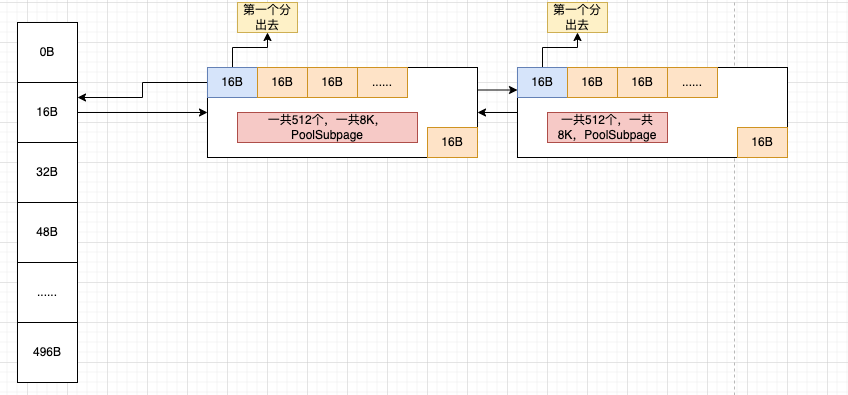 第一个分
出去
第一个分
出去
0B
16B
32B
48B
......
496B
16B
16B
16B
......
一共512个，一共8K，
PoolSubpage
16B
16B
16B
16B
......
一共512个，一共
8K，PoolSubpage
16B